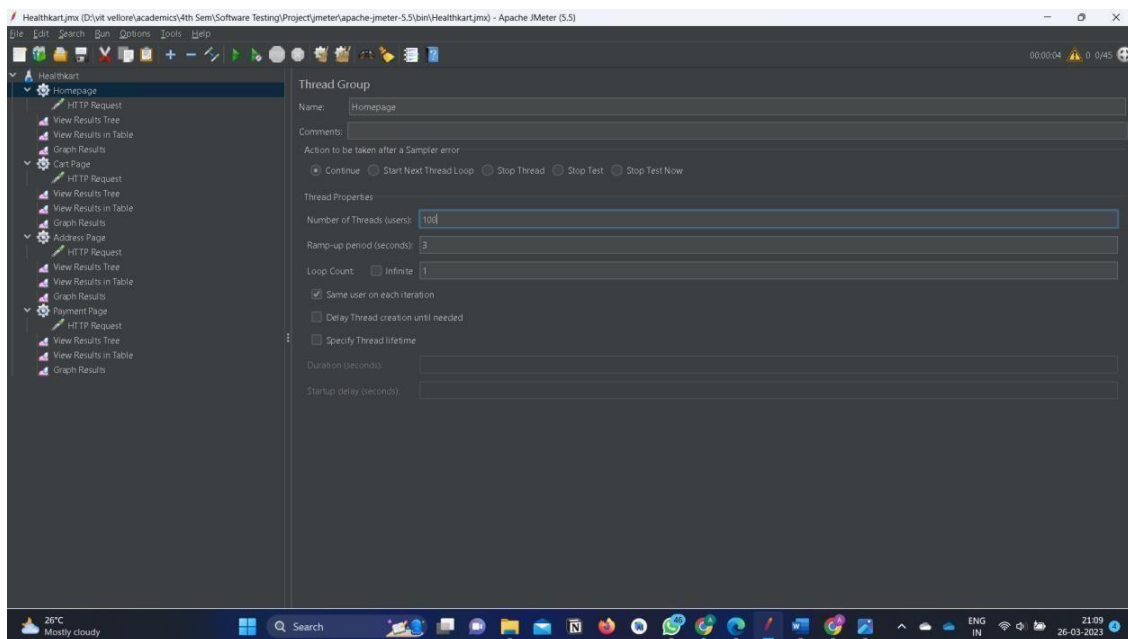 Healthkart.jmx (D:\vit vellore\academics\4th Sem\Software Testing\Project\jmeter\apache-jmeter-5.5\bin\Healthkart.jmx) - Apache JMeter (5.5)
File Edit Search Run Options Tools Help
00:00:04 0 0/45
Healthkart
Homepage
HTTP Request
View Results Tree
View Results in Table
Graph Results
Cart Page
HTTP Request
View Results Tree
View Results in Table
Graph Results
Address Page
HTTP Request
View Results Tree
View Results in Table
Graph Results
Payment Page
HTTP Request
View Results Tree
View Results in Table
Graph Results
Thread Group
Name: Homepage
Comments:
Action to be taken after a Sampler error
Continue Start Next Thread Loop Stop Thread Stop Test Stop Test Now
Thread Properties
Number of Threads (users): 100
Ramp-up period (seconds): 3
Loop Count: Infinite 1
Same user on each iteration
Delay Thread creation until needed
Specify Thread lifetime
Duration (seconds):
Startup delay (seconds):
26°C
Mostly cloudy
Search
ENG
IN
21:09
26-03-2023
4